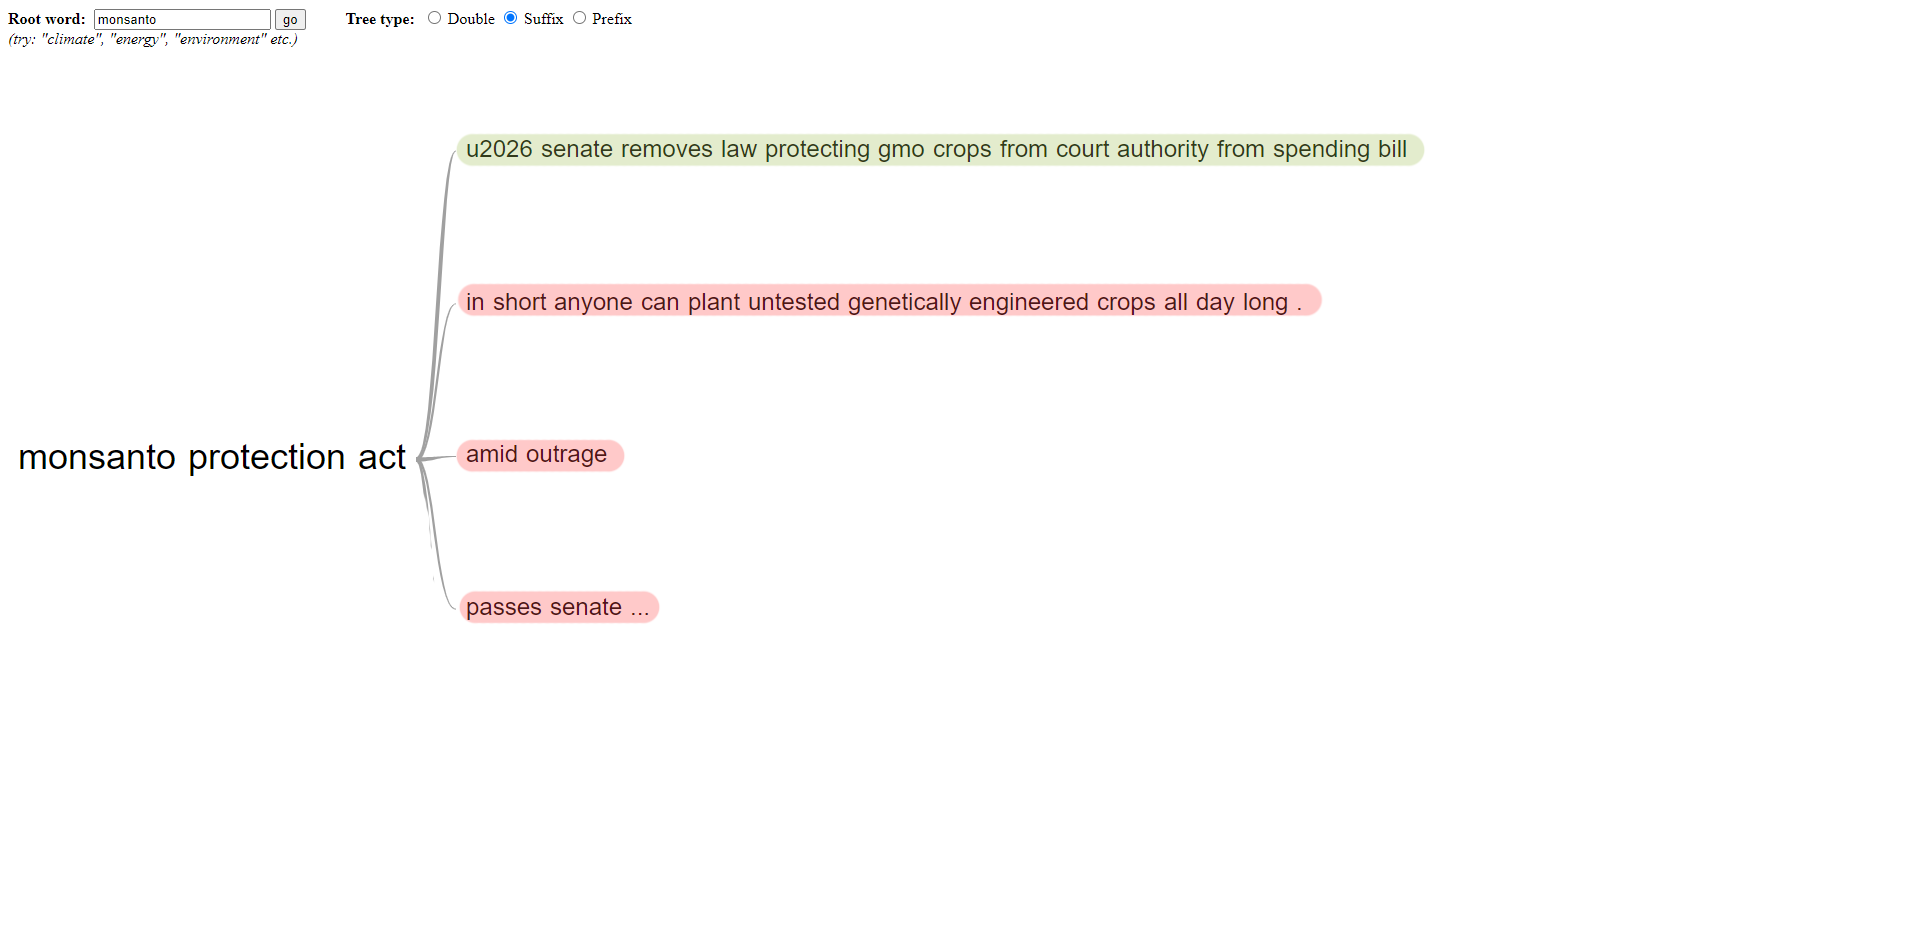 Root word: monsanto go Tree type: Double Suffix Prefix
(try: "climate", "energy", "environment" etc.)
u2026 senate removes law protecting gmo crops from court authority from spending bill
in short anyone can plant untested genetically engineered crops all day long .
monsanto protection act
amid outrage
passes senate ...